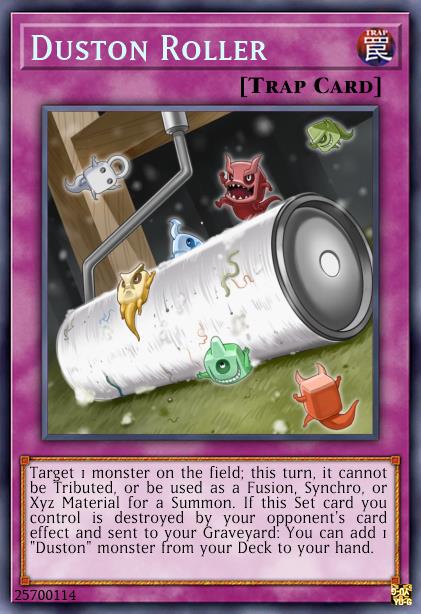 Duston Roller
TRAP
罠
[Trap Card]
Target 1 monster on the field; this turn, it cannot
be Tributed, or be used as a Fusion, Synchro, or
Xyz Material for a Summon. If this Set card you
control is destroyed by your opponent's card
effect and sent to your Graveyard: You can add 1
"Duston" monster from your Deck to your hand.
25700114